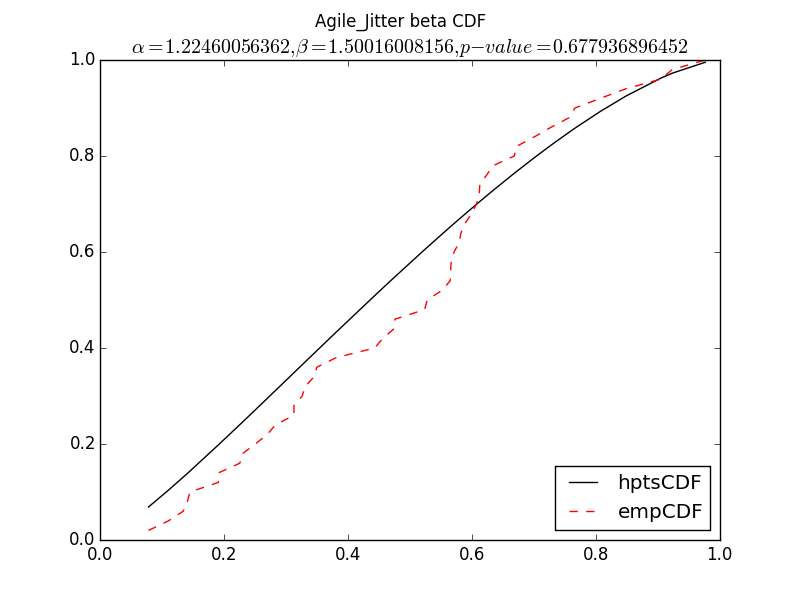 Agile_Jitter beta CDF
α=1.22460056362,β=1.50016008156,p−value=0.677936896452
1.0
0.8
0.6
0.4
0.2
0.0
hptsCDF
empCDF
0.0 0.2 0.4 0.6 0.8 1.0